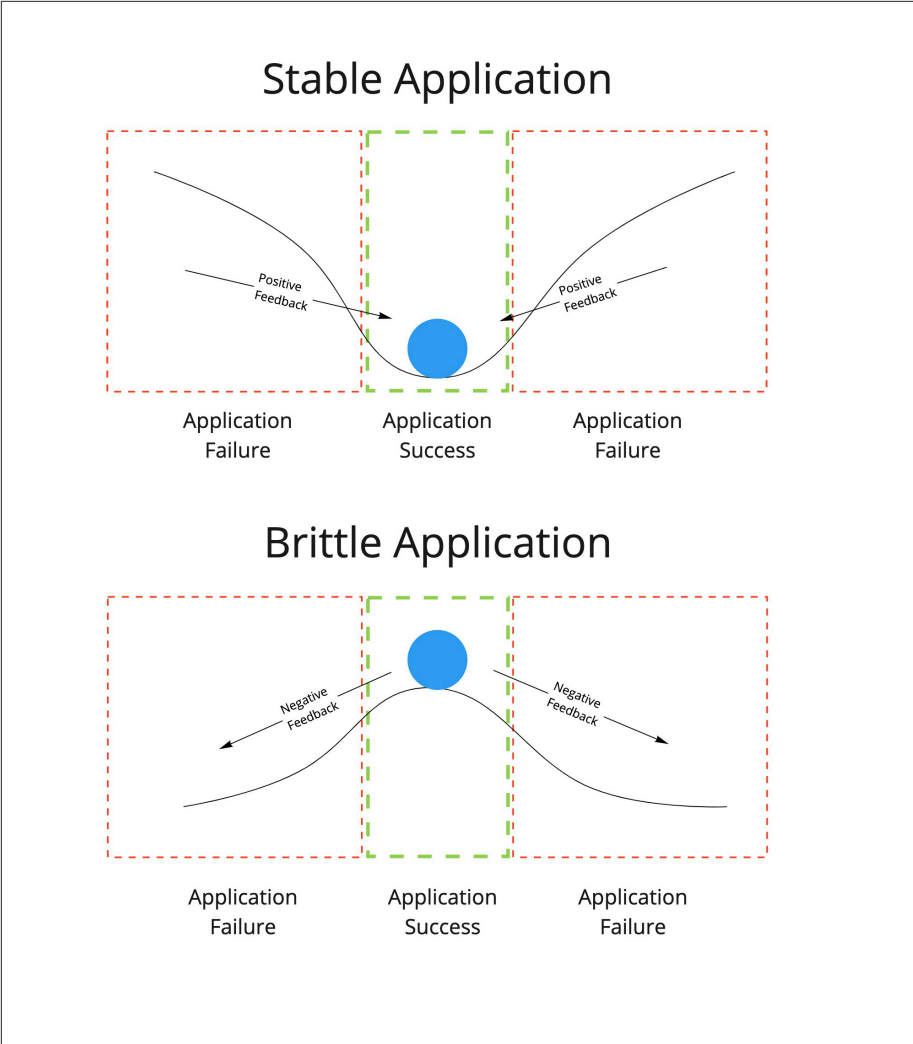 Stable Application
Positive
Feedback
Positive
Feedback
Application
Failure
Application
Success
Application
Failure
Brittle Application
Negative
Feedback
Negative
Feedback
Application
Failure
Application
Success
Application
Failure